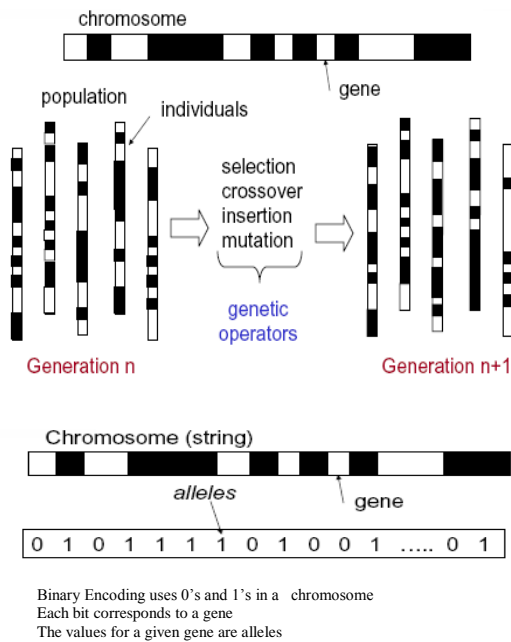 chromosome
gene
population
individuals
selection
crossover
insertion
mutation
genetic
operators
Generation n
Generation n+1
Chromosome (string)
alleles
gene
0 1 0 1 1 1 1 0 1 0 0 1 ..... 0 1
Binary Encoding uses 0's and 1's in a chromosome
Each bit corresponds to a gene
The values for a given gene are alleles